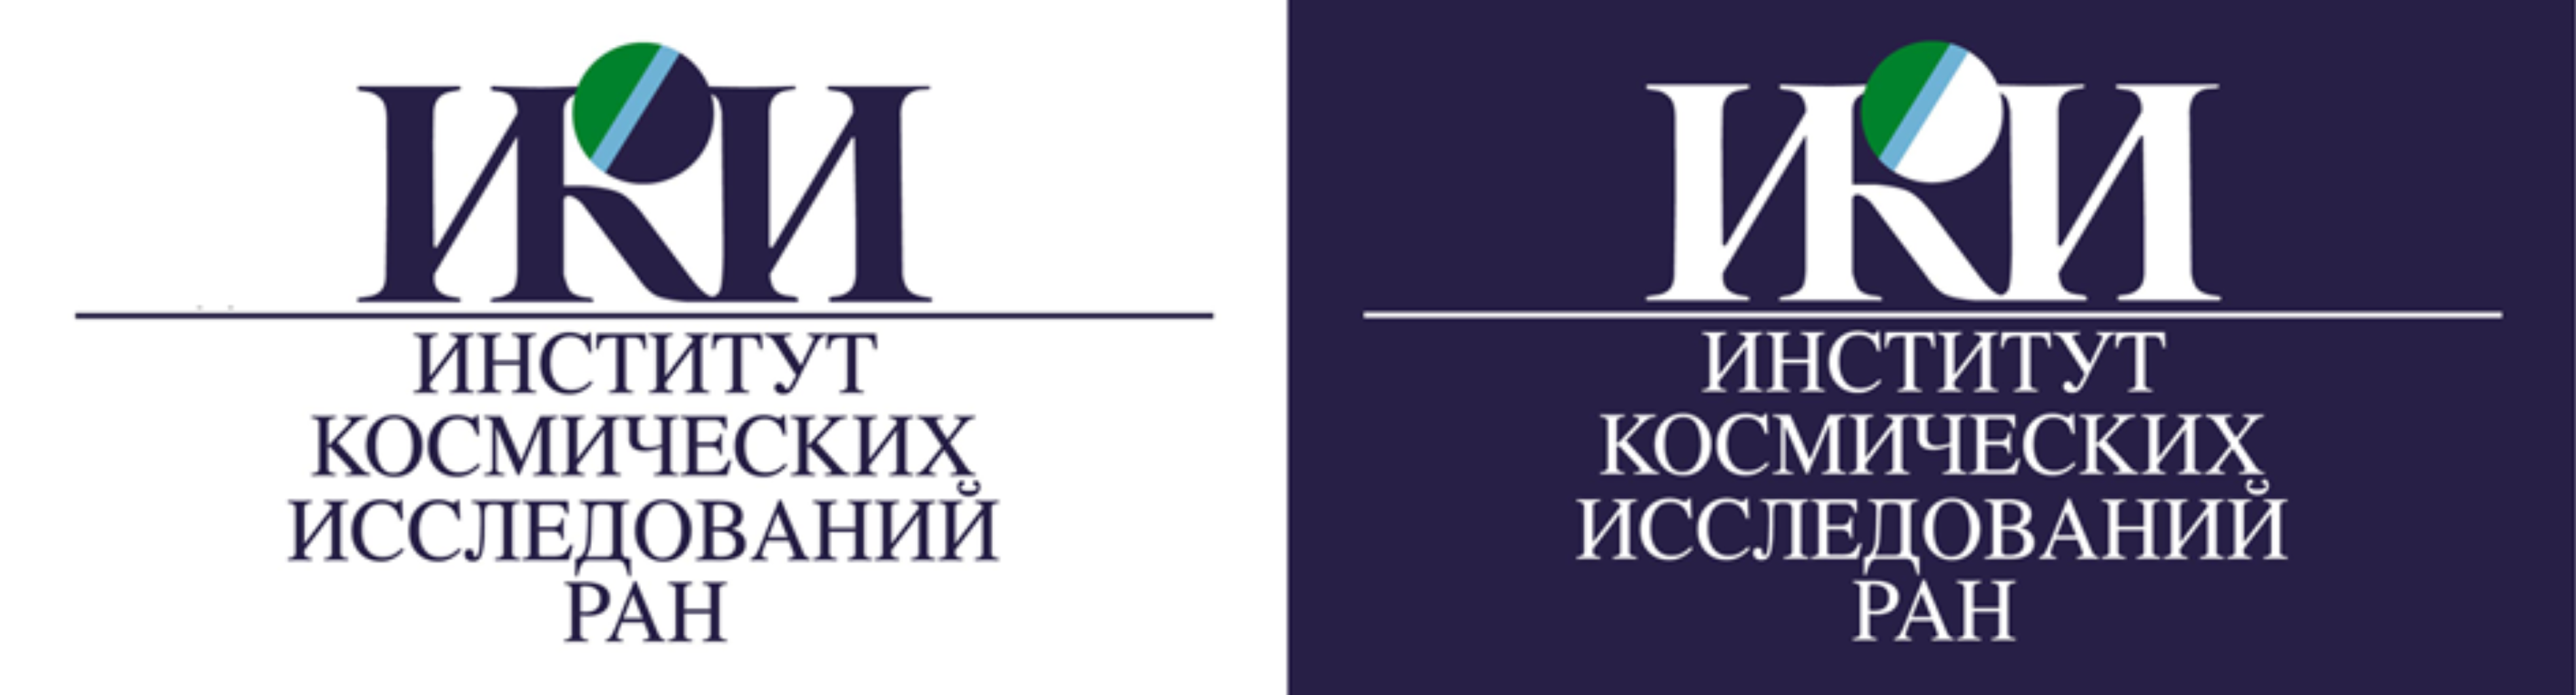 ИКИ
ИНСТИТУТ
КОСМИЧЕСКИХ
ИССЛЕДОВАНИЙ
РАН
ИКИ
ИНСТИТУТ
КОСМИЧЕСКИХ
ИССЛЕДОВАНИЙ
РАН